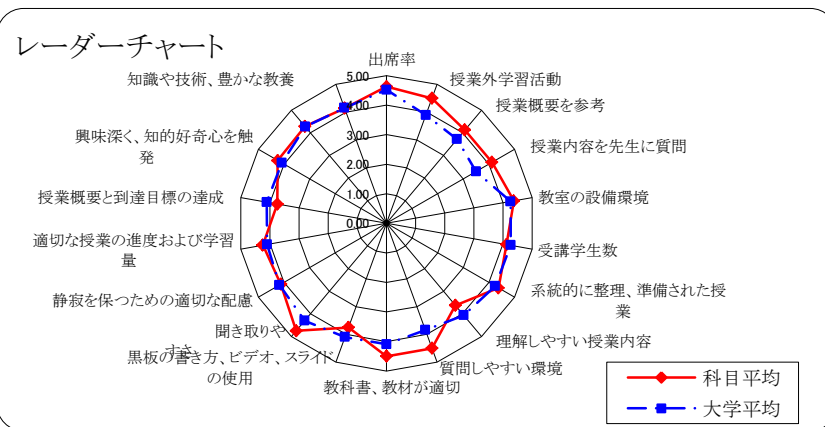 レーダーチャート
出席率
授業外学習活動
授業概要を参考
授業内容を先生に質問
教室の設備環境
受講学生数
系統的に整理、準備された授
業
理解しやすい授業内容
質問しやすい環境
教科書、教材が適切
黒板の書き方、ビデオ、スライド
の使用
聞き取りや
すさ
静寂を保つための適切な配慮
適切な授業の進度および学習
量
授業概要と到達目標の達成
興味深く、知的好奇心を触
発
知識や技術、豊かな教養
5.00
4.00
3.00
2.00
1.00
0.00
科目平均
大学平均